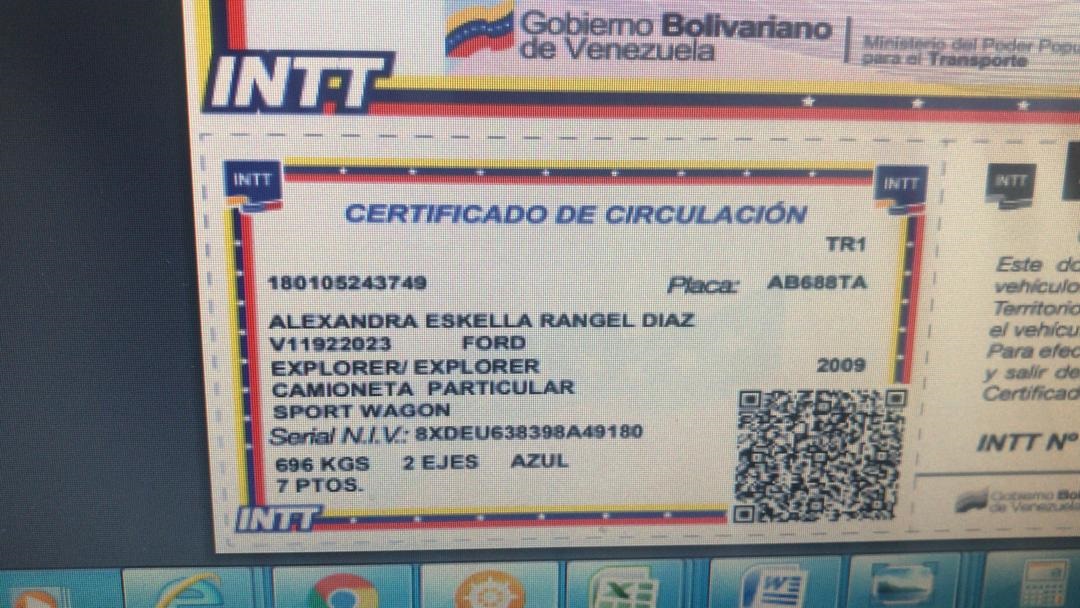 Gobierno Bolivariano
de Venezuela
Ministerio del Poder Popu
para el Transporte
INTT
INTT
INTT
INTT
CERTIFICADO DE CIRCULACIÓN
TR1
180105243749 Placa: AB688TA
ALEXANDRA ESKELLA RANGEL DIAZ
V11922023 FORD
EXPLORER/ EXPLORER 2009
CAMIONETA PARTICULAR
SPORT WAGON
Serial N.I.V.: 8XDEU638398A49180
696 KGS 2 EJES AZUL
7 PTOS.
INTT
Este do
vehículo
Territorio
el vehícu
Para efec
y salir de
Certificad
INTT Nº
Gobierno Bo
de Venezuela